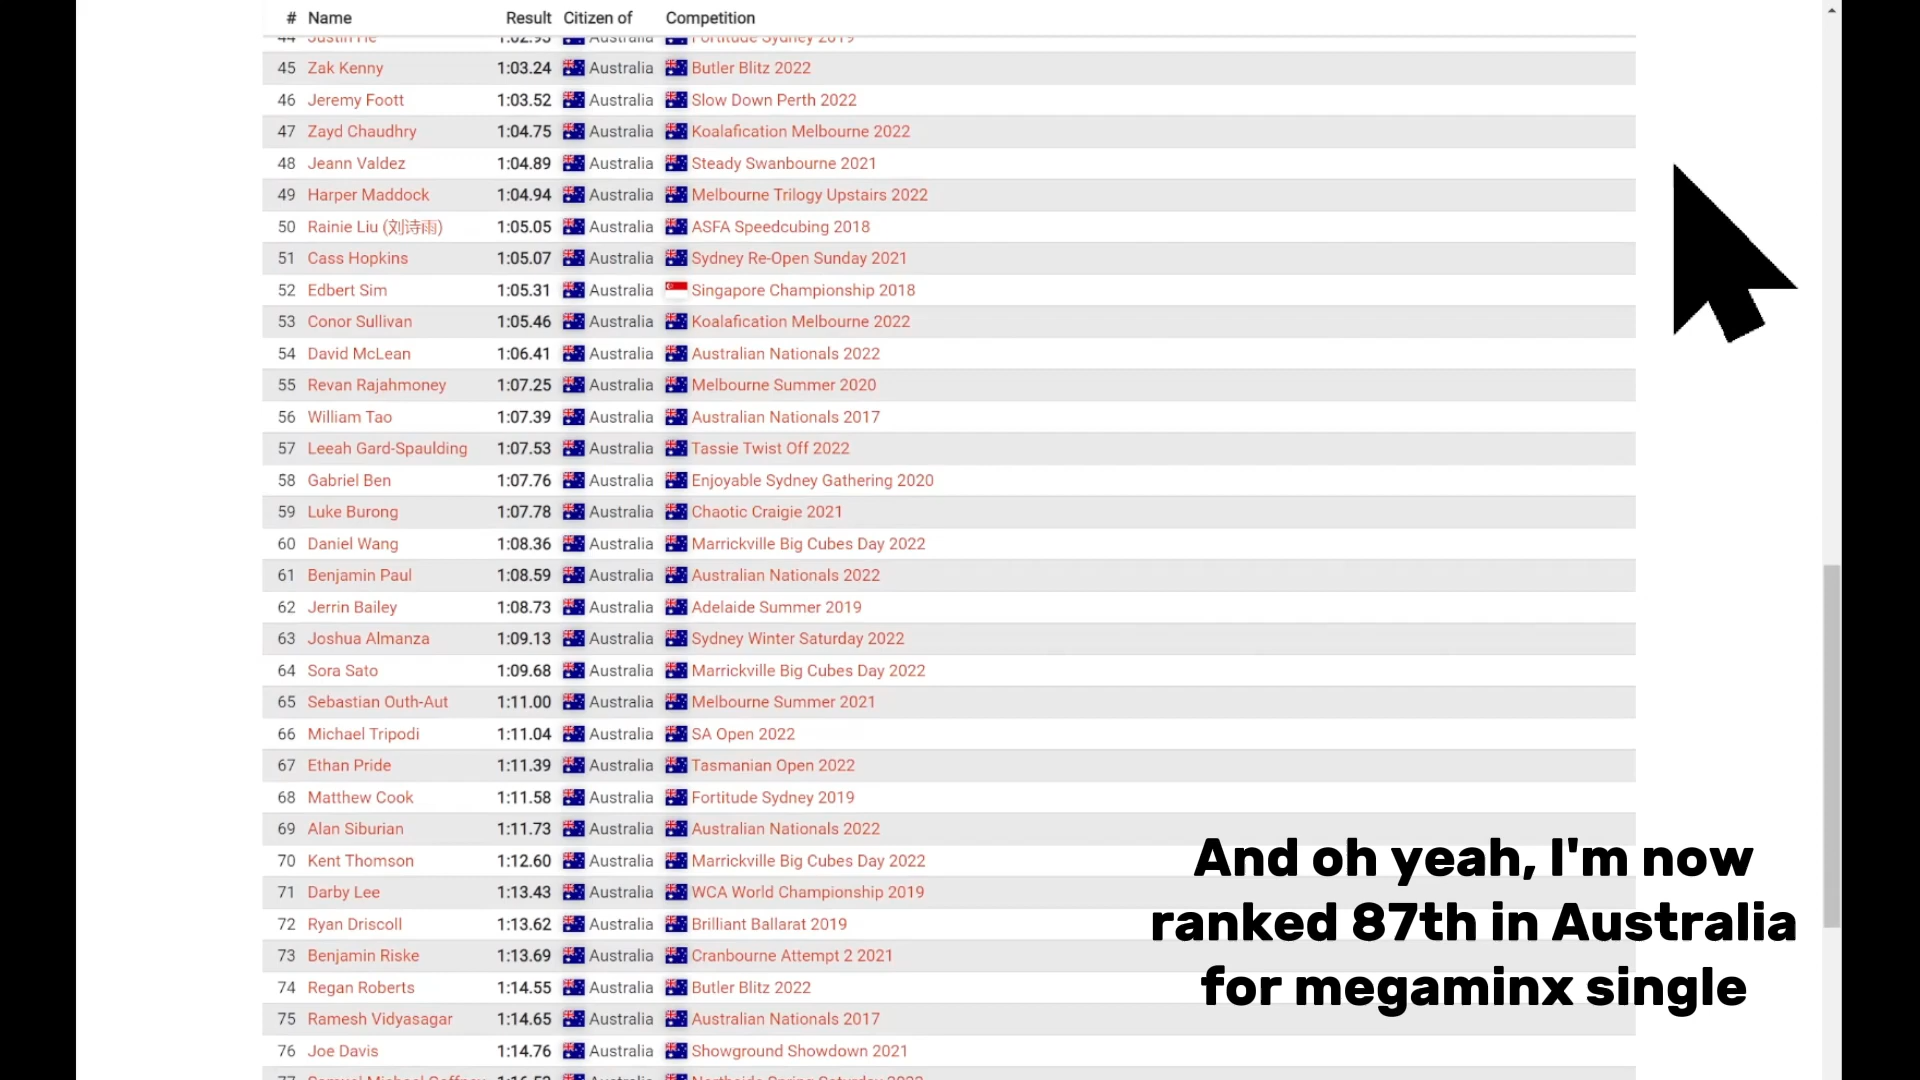 # Name Result Citizen of Competition
44 Justin He 1:02.93 Australia Fortitude Sydney 2019
45 Zak Kenny 1:03.24 Australia Butler Blitz 2022
46 Jeremy Foott 1:03.52 Australia Slow Down Perth 2022
47 Zayd Chaudhry 1:04.75 Australia Koalafication Melbourne 2022
48 Jeann Valdez 1:04.89 Australia Steady Swanbourne 2021
49 Harper Maddock 1:04.94 Australia Melbourne Trilogy Upstairs 2022
50 Rainie Liu (刘诗雨) 1:05.05 Australia ASFA Speedcubing 2018
51 Cass Hopkins 1:05.07 Australia Sydney Re-Open Sunday 2021
52 Edbert Sim 1:05.31 Australia Singapore Championship 2018
53 Conor Sullivan 1:05.46 Australia Koalafication Melbourne 2022
54 David McLean 1:06.41 Australia Australian Nationals 2022
55 Revan Rajahmoney 1:07.25 Australia Melbourne Summer 2020
56 William Tao 1:07.39 Australia Australian Nationals 2017
57 Leeah Gard-Spaulding 1:07.53 Australia Tassie Twist Off 2022
58 Gabriel Ben 1:07.76 Australia Enjoyable Sydney Gathering 2020
59 Luke Burong 1:07.78 Australia Chaotic Craigie 2021
60 Daniel Wang 1:08.36 Australia Marrickville Big Cubes Day 2022
61 Benjamin Paul 1:08.59 Australia Australian Nationals 2022
62 Jerrin Bailey 1:08.73 Australia Adelaide Summer 2019
63 Joshua Almanza 1:09.13 Australia Sydney Winter Saturday 2022
64 Sora Sato 1:09.68 Australia Marrickville Big Cubes Day 2022
65 Sebastian Outh-Aut 1:11.00 Australia Melbourne Summer 2021
66 Michael Tripodi 1:11.04 Australia SA Open 2022
67 Ethan Pride 1:11.39 Australia Tasmanian Open 2022
68 Matthew Cook 1:11.58 Australia Fortitude Sydney 2019
69 Alan Siburian 1:11.73 Australia Australian Nationals 2022
70 Kent Thomson 1:12.60 Australia Marrickville Big Cubes Day 2022
71 Darby Lee 1:13.43 Australia WCA World Championship 2019
72 Ryan Driscoll 1:13.62 Australia Brilliant Ballarat 2019
73 Benjamin Riske 1:13.69 Australia Cranbourne Attempt 2 2021
74 Regan Roberts 1:14.55 Australia Butler Blitz 2022
75 Ramesh Vidyasagar 1:14.65 Australia Australian Nationals 2017
76 Joe Davis 1:14.76 Australia Showground Showdown 2021
And oh yeah, I'm now
ranked 87th in Australia
for megaminx single